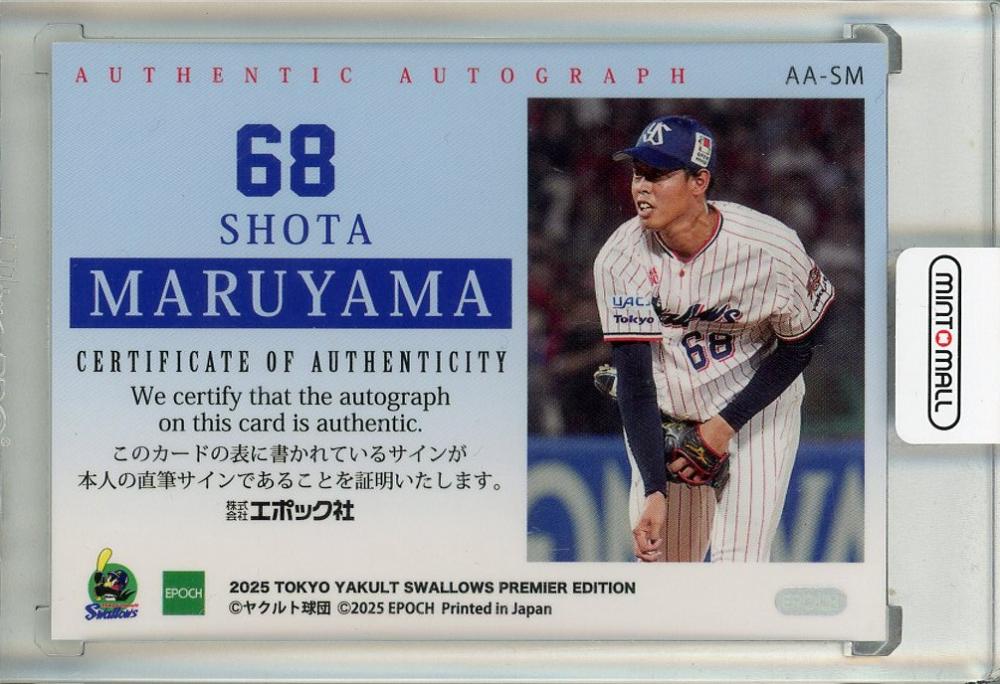 AUTHENTIC AUTOGRAPH
AA-SM
68
SHOTA
MARUYAMA
CERTIFICATE OF AUTHENTICITY
We certify that the autograph
on this card is authentic.
このカードの表に書かれているサインが
本人の直筆サインであることを証明いたします。
株式会社エポック社
UACJ
Tokyo
68
MINTOMALL
Swallows
EPOCH
2025 TOKYO YAKULT SWALLOWS PREMIER EDITION
©ヤクルト球団 ©2025 EPOCH Printed in Japan